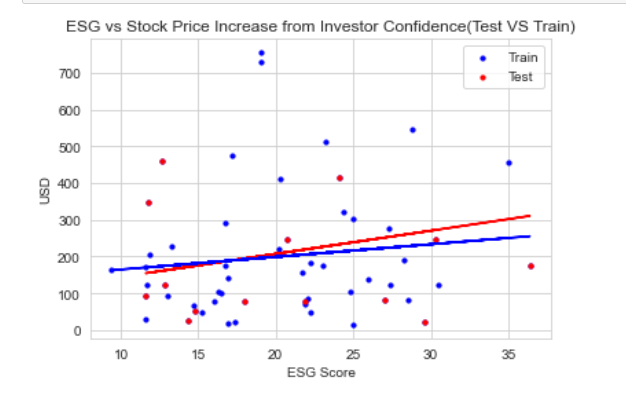 ESG vs Stock Price Increase from Investor Confidence(Test VS Train)
Train
Test
700
600
500
400
300
200
100
0
USD
10 15 20 25 30 35
ESG Score